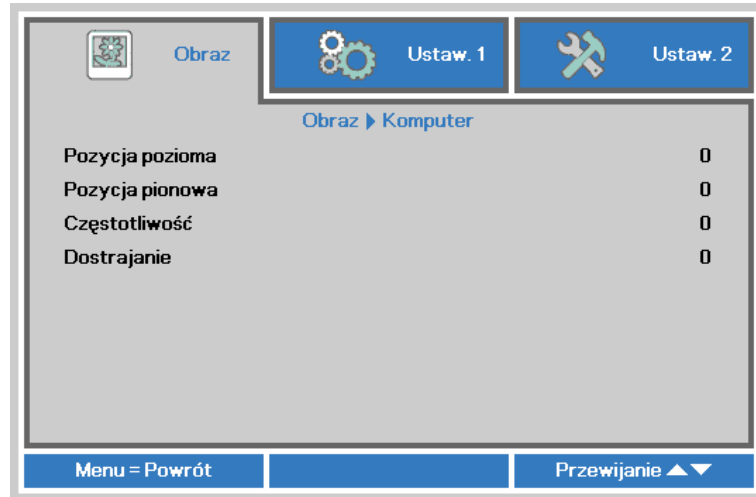 Obraz Ustaw. 1 Ustaw. 2
Obraz Komputer
Pozycja pozioma 0
Pozycja pionowa 0
Częstotliwość 0
Dostrajanie 0
Menu = Powrót Przewijanie